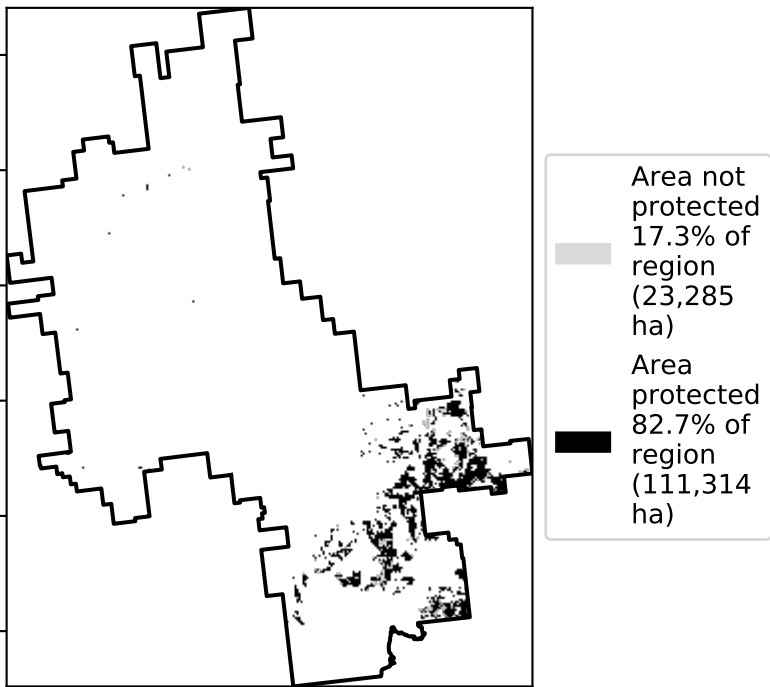 Area not
protected
17.3% of
region
(23,285
ha)
Area
protected
82.7% of
region
(111,314
ha)